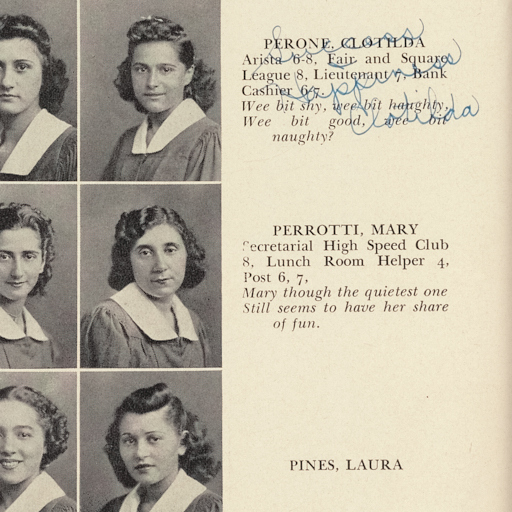 PERONE, CLOTILDA
Arista 6-8, Fair and Square
League 8, Lieutenant 7, Bank
Cashier 6-7.
Wee bit shy, wee bit haughty,
Wee bit good, wee bit
naughty?
Clotilda
PERROTTI, MARY
Secretarial High Speed Club
8, Lunch Room Helper 4,
Post 6, 7,
Mary though the quietest one
Still seems to have her share
of fun.
PINES, LAURA